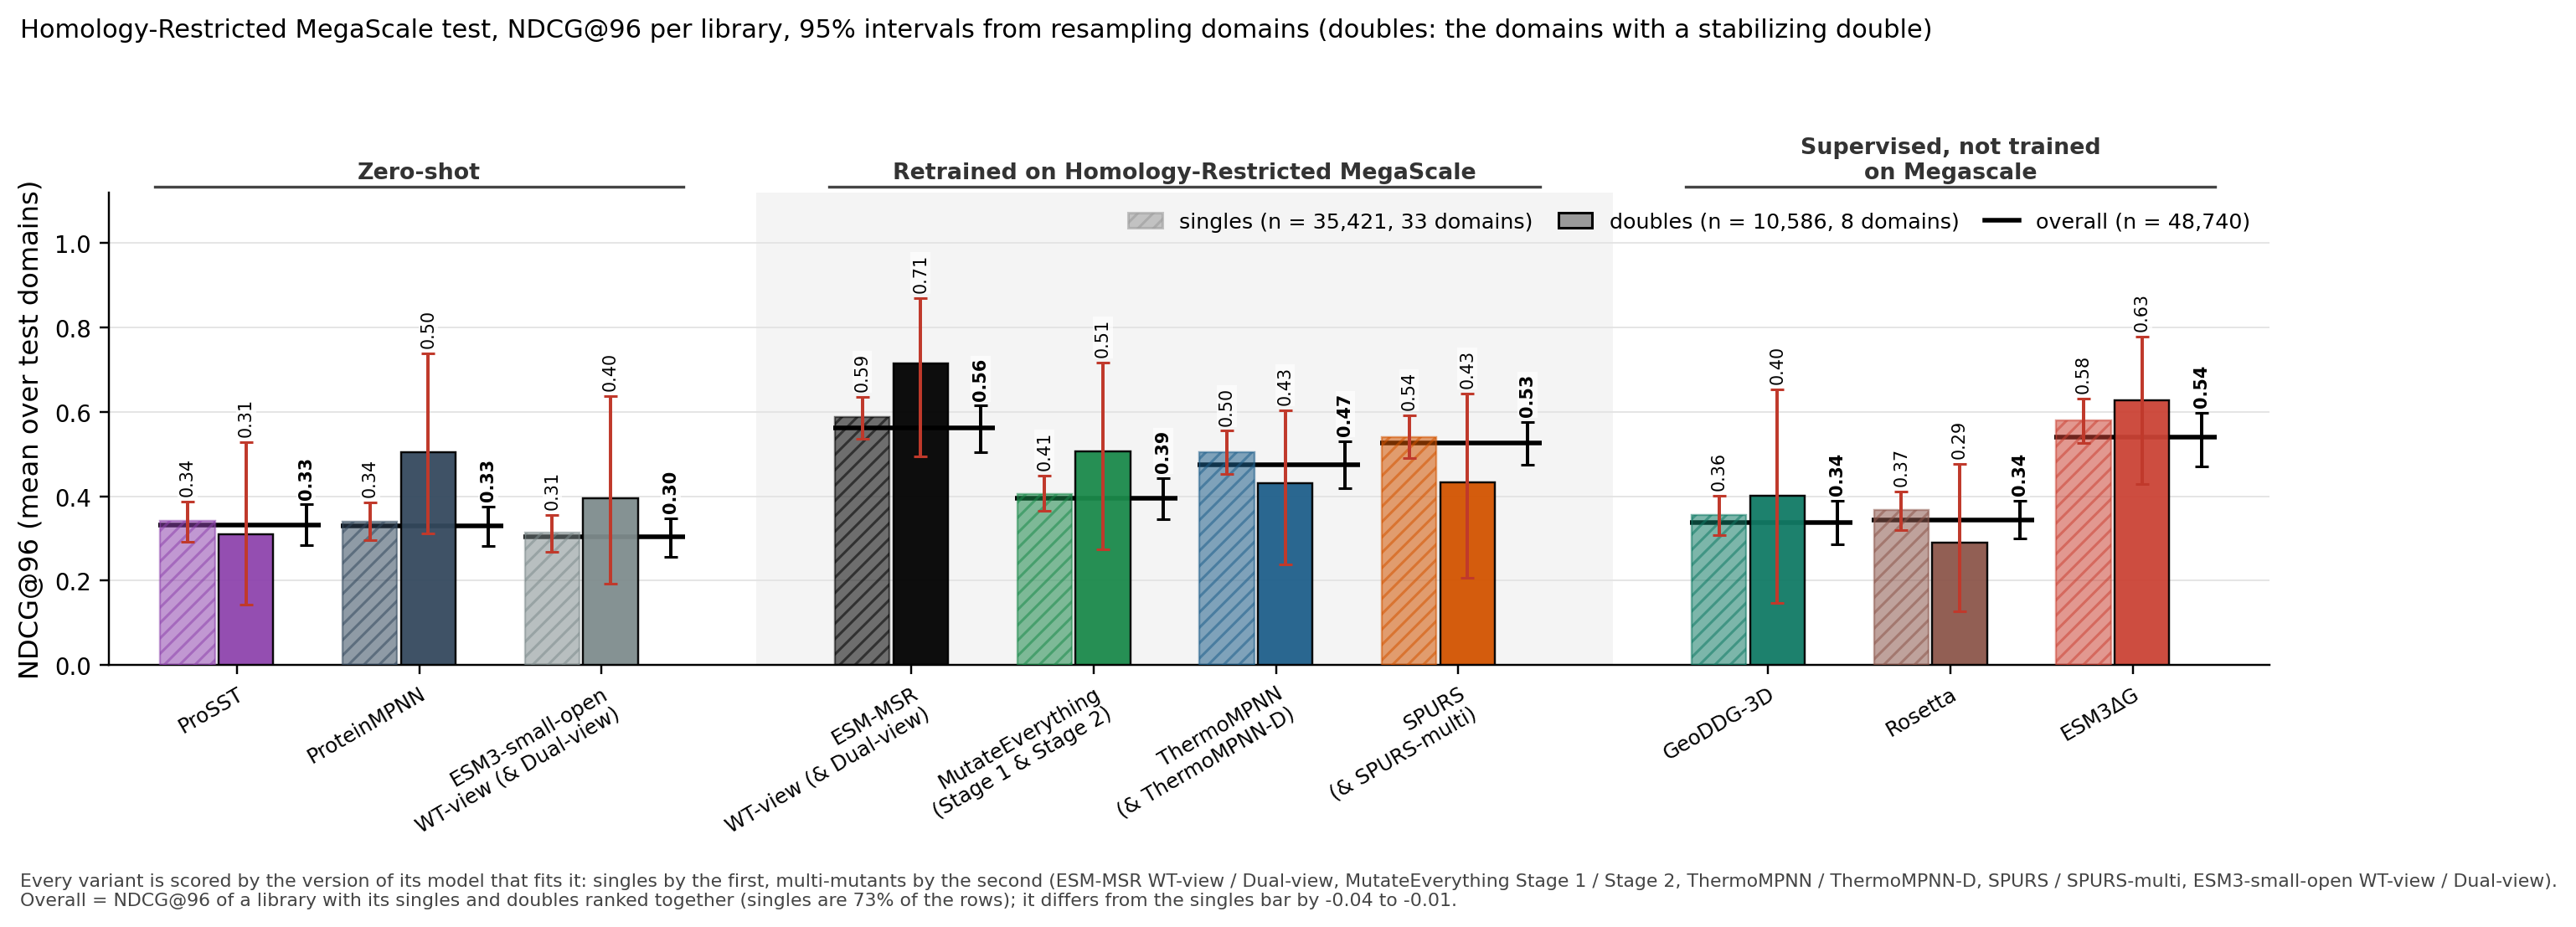 Homology-Restricted MegaScale test, NDCG@96 per library, 95% intervals from resampling domains (doubles: the domains with a stabilizing double)
Zero-shot
Retrained on Homology-Restricted MegaScale
Supervised, not trained
on Megascale
singles (n = 35,421, 33 domains)
doubles (n = 10,586, 8 domains)
overall (n = 48,740)
NDCG@96 (mean over test domains)
1.0
0.8
0.6
0.4
0.2
0.0
0.34
0.31
0.33
0.34
0.50
0.33
0.31
0.40
0.30
0.59
0.71
0.56
0.41
0.51
0.39
0.50
0.43
0.47
0.54
0.43
0.53
0.36
0.40
0.34
0.37
0.29
0.34
0.58
0.63
0.54
ProSST
ProteinMPNN
ESM3-small-open
WT-view (& Dual-view)
ESM-MSR
WT-view (& Dual-view)
MutateEverything
(Stage 1 & Stage 2)
ThermoMPNN
(& ThermoMPNN-D)
SPURS
(& SPURS-multi)
GeoDDG-3D
Rosetta
ESM3ΔG
Every variant is scored by the version of its model that fits it: singles by the first, multi-mutants by the second (ESM-MSR WT-view / Dual-view, MutateEverything Stage 1 / Stage 2, ThermoMPNN / ThermoMPNN-D, SPURS / SPURS-multi, ESM3-small-open WT-view / Dual-view).
Overall = NDCG@96 of a library with its singles and doubles ranked together (singles are 73% of the rows); it differs from the singles bar by -0.04 to -0.01.